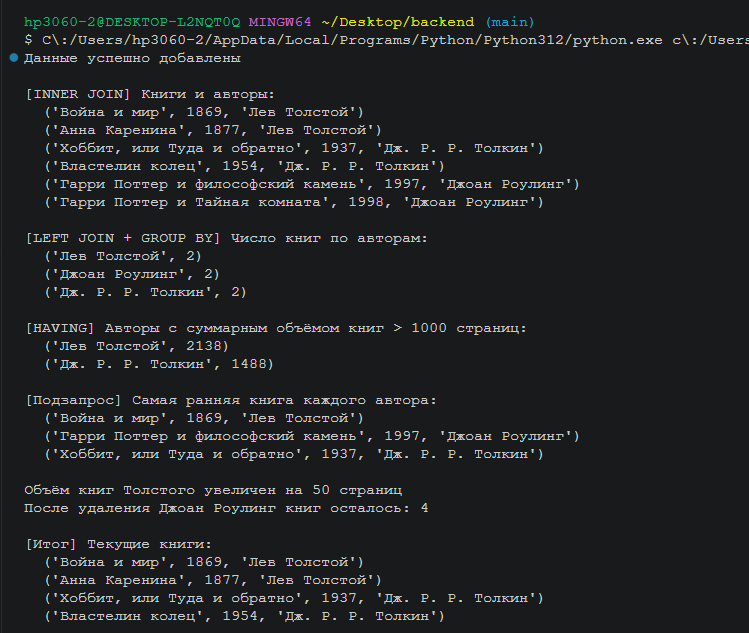 hp3060-2@DESKTOP-L2NQT0Q MINGW64 ~/Desktop/backend (main)
$ C\:/Users/hp3060-2/AppData/Local/Programs/Python/Python312/python.exe c\:/Users
Данные успешно добавлены
[INNER JOIN] Книги и авторы:
('Война и мир', 1869, 'Лев Толстой')
('Анна Каренина', 1877, 'Лев Толстой')
('Хоббит, или Туда и обратно', 1937, 'Дж. Р. Р. Толкин')
('Властелин колец', 1954, 'Дж. Р. Р. Толкин')
('Гарри Поттер и философский камень', 1997, 'Джоан Роулинг')
('Гарри Поттер и Тайная комната', 1998, 'Джоан Роулинг')
[LEFT JOIN + GROUP BY] Число книг по авторам:
('Лев Толстой', 2)
('Джоан Роулинг', 2)
('Дж. Р. Р. Толкин', 2)
[HAVING] Авторы с суммарным объёмом книг > 1000 страниц:
('Лев Толстой', 2138)
('Дж. Р. Р. Толкин', 1488)
[Подзапрос] Самая ранняя книга каждого автора:
('Война и мир', 1869, 'Лев Толстой')
('Гарри Поттер и философский камень', 1997, 'Джоан Роулинг')
('Хоббит, или Туда и обратно', 1937, 'Дж. Р. Р. Толкин')
Объём книг Толстого увеличен на 50 страниц
После удаления Джоан Роулинг книг осталось: 4
[Итог] Текущие книги:
('Война и мир', 1869, 'Лев Толстой')
('Анна Каренина', 1877, 'Лев Толстой')
('Хоббит, или Туда и обратно', 1937, 'Дж. Р. Р. Толкин')
('Властелин колец', 1954, 'Дж. Р. Р. Толкин')